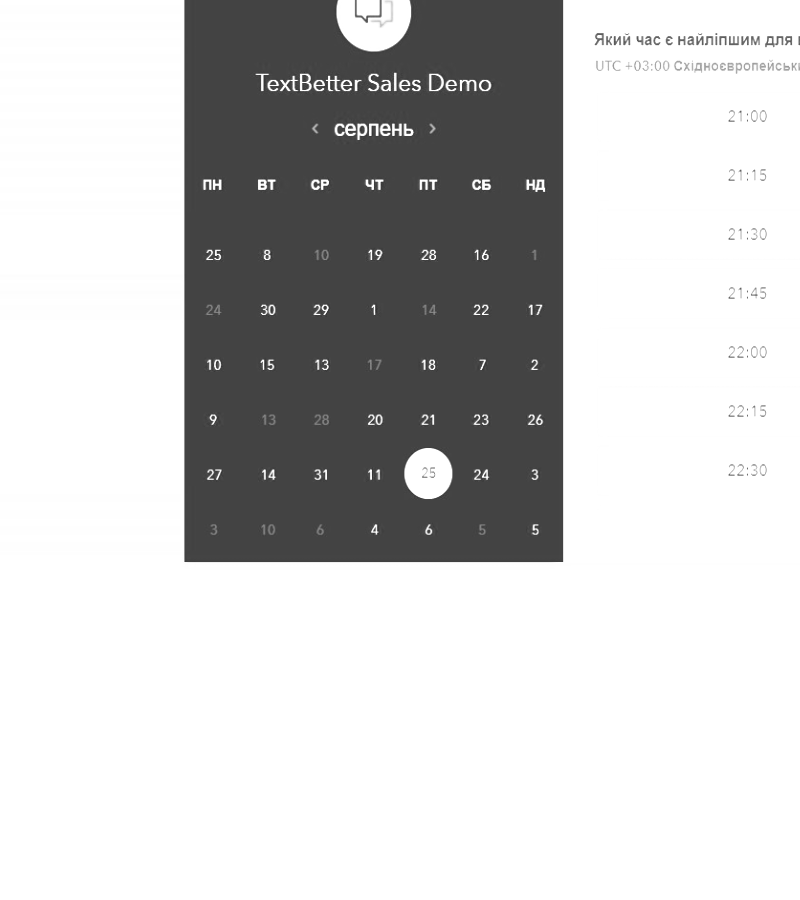 TextBetter Sales Demo
‹ серпень ›
ПН ВТ СР ЧТ ПТ СБ НД
25 8 10 19 28 16 1
24 30 29 1 14 22 17
10 15 13 17 18 7 2
9 13 28 20 21 23 26
27 14 31 11 25 24 3
3 10 6 4 6 5 5
Який час є найліпшим для
UTC +03:00 Східноєвропейськ
21:00
21:15
21:30
21:45
22:00
22:15
22:30